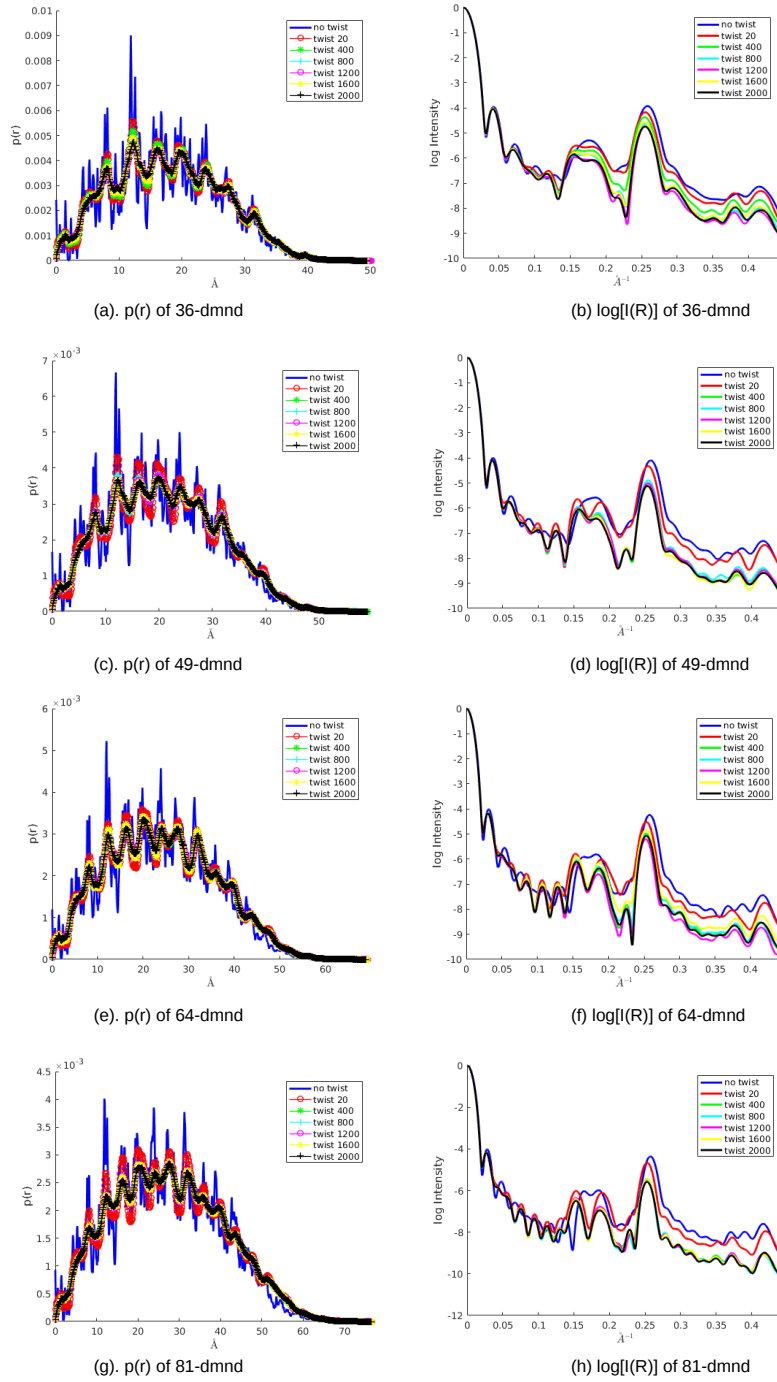 0.01
0.009
0.008
0.007
0.006
0.005
0.004
0.003
0.002
0.001
0
p(r)
no twist
twist 20
twist 400
twist 800
twist 1200
twist 1600
twist 2000
0 10 20 30 40 50
Å
(a). p(r) of 36-dmnd
0
-1
-2
-3
-4
-5
-6
-7
-8
-9
-10
log Intensity
no twist
twist 20
twist 400
twist 800
twist 1200
twist 1600
twist 2000
0 0.05 0.1 0.15 0.2 0.25 0.3 0.35 0.4
Å⁻¹
(b) log[I(R)] of 36-dmnd
×10⁻³
7
6
5
4
3
2
1
0
p(r)
no twist
twist 20
twist 400
twist 800
twist 1200
twist 1600
twist 2000
0 10 20 30 40 50
Å
(c). p(r) of 49-dmnd
0
-1
-2
-3
-4
-5
-6
-7
-8
-9
-10
log Intensity
no twist
twist 20
twist 400
twist 800
twist 1200
twist 1600
twist 2000
0 0.05 0.1 0.15 0.2 0.25 0.3 0.35 0.4
Å⁻¹
(d) log[I(R)] of 49-dmnd
×10⁻³
6
5
4
3
2
1
0
p(r)
no twist
twist 20
twist 400
twist 800
twist 1200
twist 1600
twist 2000
0 10 20 30 40 50 60
Å
(e). p(r) of 64-dmnd
0
-1
-2
-3
-4
-5
-6
-7
-8
-9
-10
log Intensity
no twist
twist 20
twist 400
twist 800
twist 1200
twist 1600
twist 2000
0 0.05 0.1 0.15 0.2 0.25 0.3 0.35 0.4
Å⁻¹
(f) log[I(R)] of 64-dmnd
×10⁻³
4.5
4
3.5
3
2.5
2
1.5
1
0.5
0
p(r)
no twist
twist 20
twist 400
twist 800
twist 1200
twist 1600
twist 2000
0 10 20 30 40 50 60 70
Å
(g). p(r) of 81-dmnd
0
-2
-4
-6
-8
-10
-12
log Intensity
no twist
twist 20
twist 400
twist 800
twist 1200
twist 1600
twist 2000
0 0.05 0.1 0.15 0.2 0.25 0.3 0.35 0.4
Å⁻¹
(h) log[I(R)] of 81-dmnd